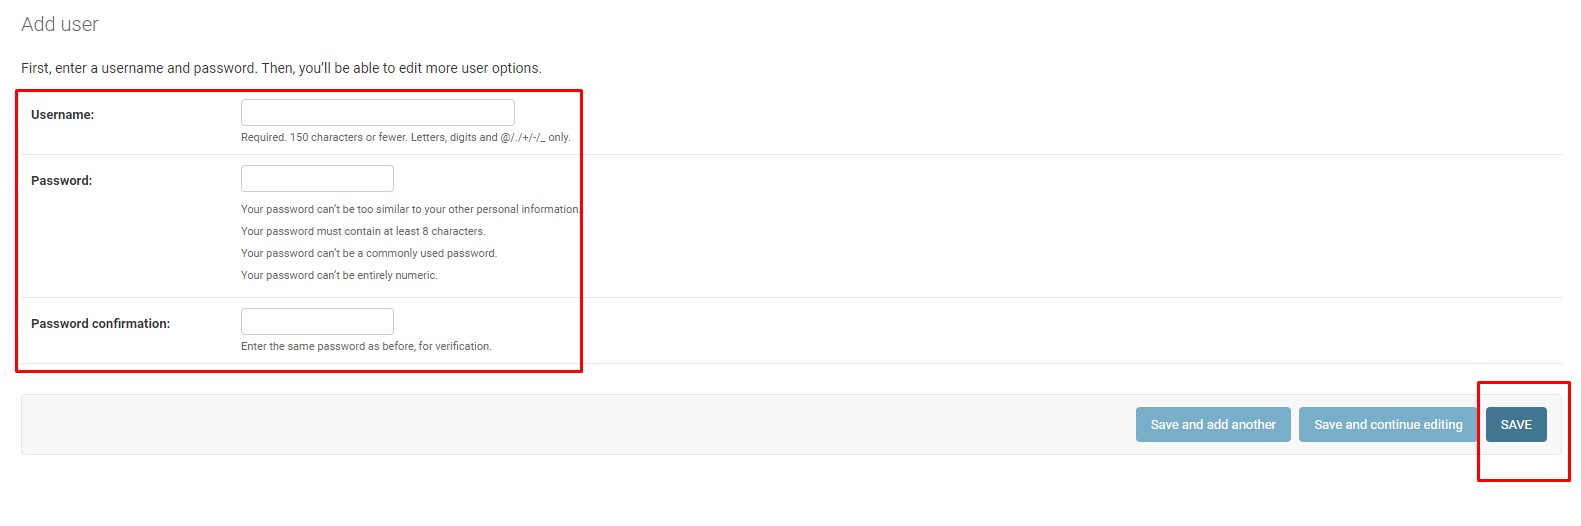 Add user
First, enter a username and password. Then, you’ll be able to edit more user options.
Username:
Required. 150 characters or fewer. Letters, digits and @/./+/-/_ only.
Password:
Your password can’t be too similar to your other personal information.
Your password must contain at least 8 characters.
Your password can’t be a commonly used password.
Your password can’t be entirely numeric.
Password confirmation:
Enter the same password as before, for verification.
Save and add another
Save and continue editing
SAVE